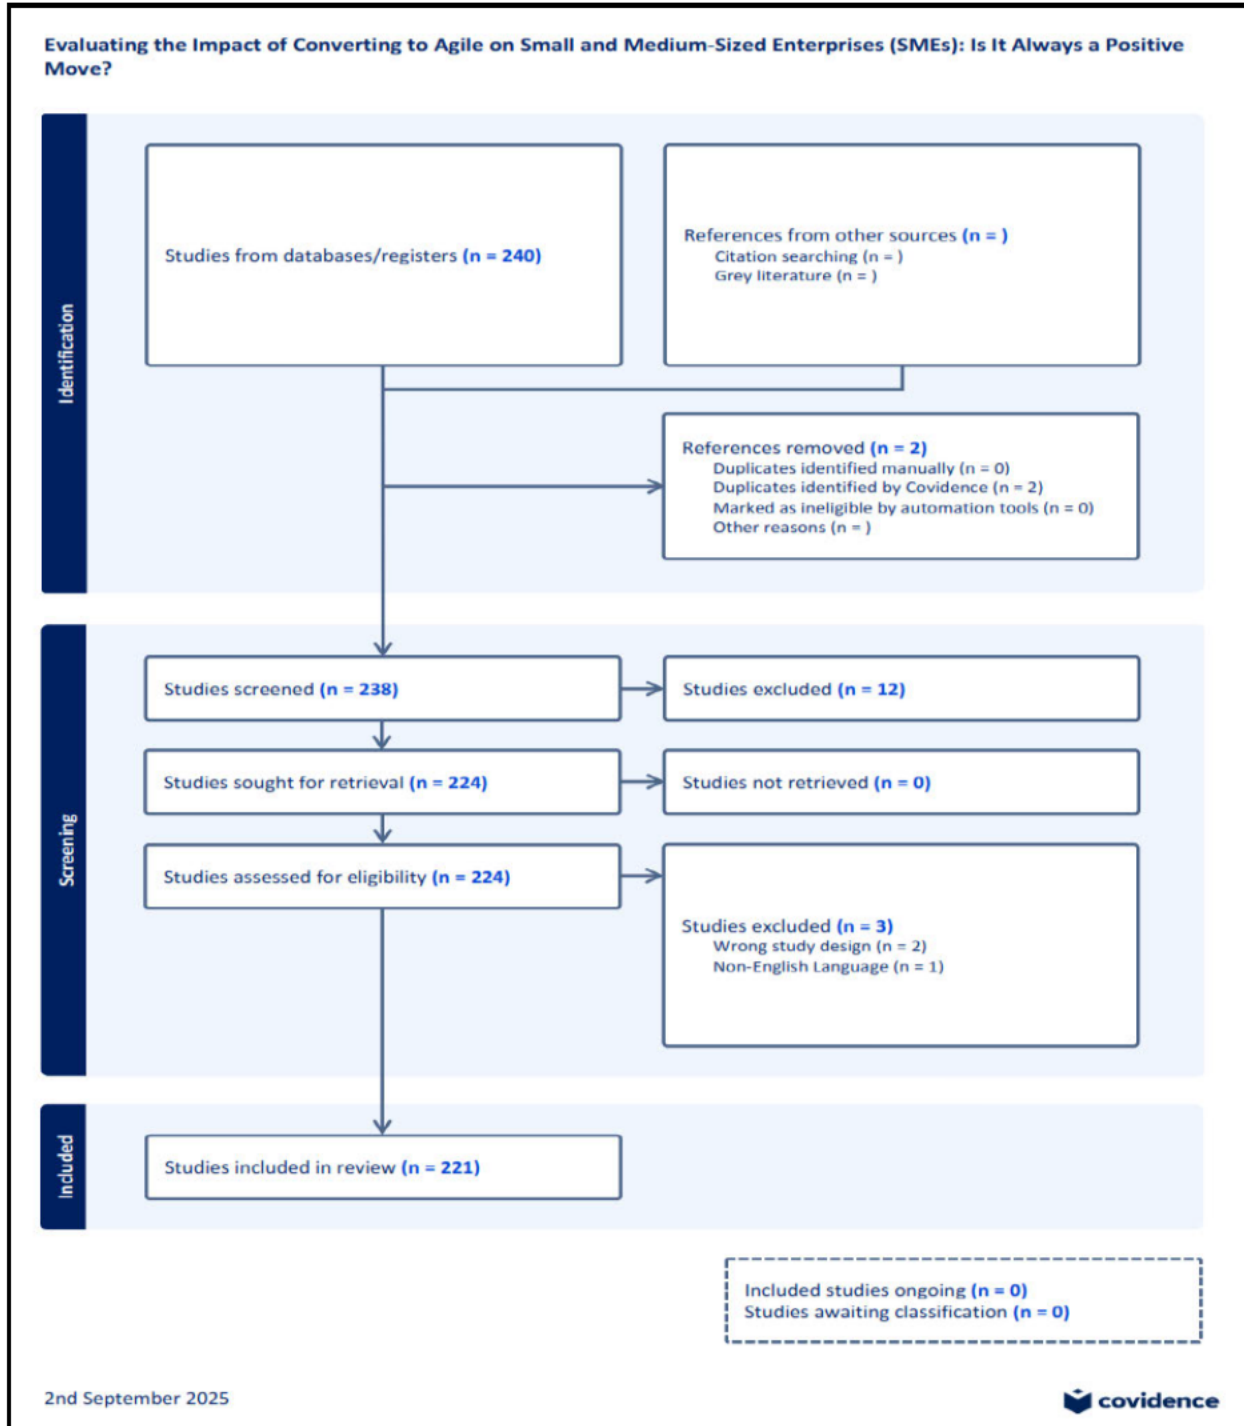 Evaluating the Impact of Converting to Agile on Small and Medium-Sized Enterprises (SMEs): Is It Always a Positive
Move?
Identification
Studies from databases/registers (n = 240)
References from other sources (n = )
Citation searching (n = )
Grey literature (n = )
References removed (n = 2)
Duplicates identified manually (n = 0)
Duplicates identified by Covidence (n = 2)
Marked as ineligible by automation tools (n = 0)
Other reasons (n = )
Screening
Studies screened (n = 238)
Studies excluded (n = 12)
Studies sought for retrieval (n = 224)
Studies not retrieved (n = 0)
Studies assessed for eligibility (n = 224)
Studies excluded (n = 3)
Wrong study design (n = 2)
Non-English Language (n = 1)
Included
Studies included in review (n = 221)
Included studies ongoing (n = 0)
Studies awaiting classification (n = 0)
2nd September 2025
covidence